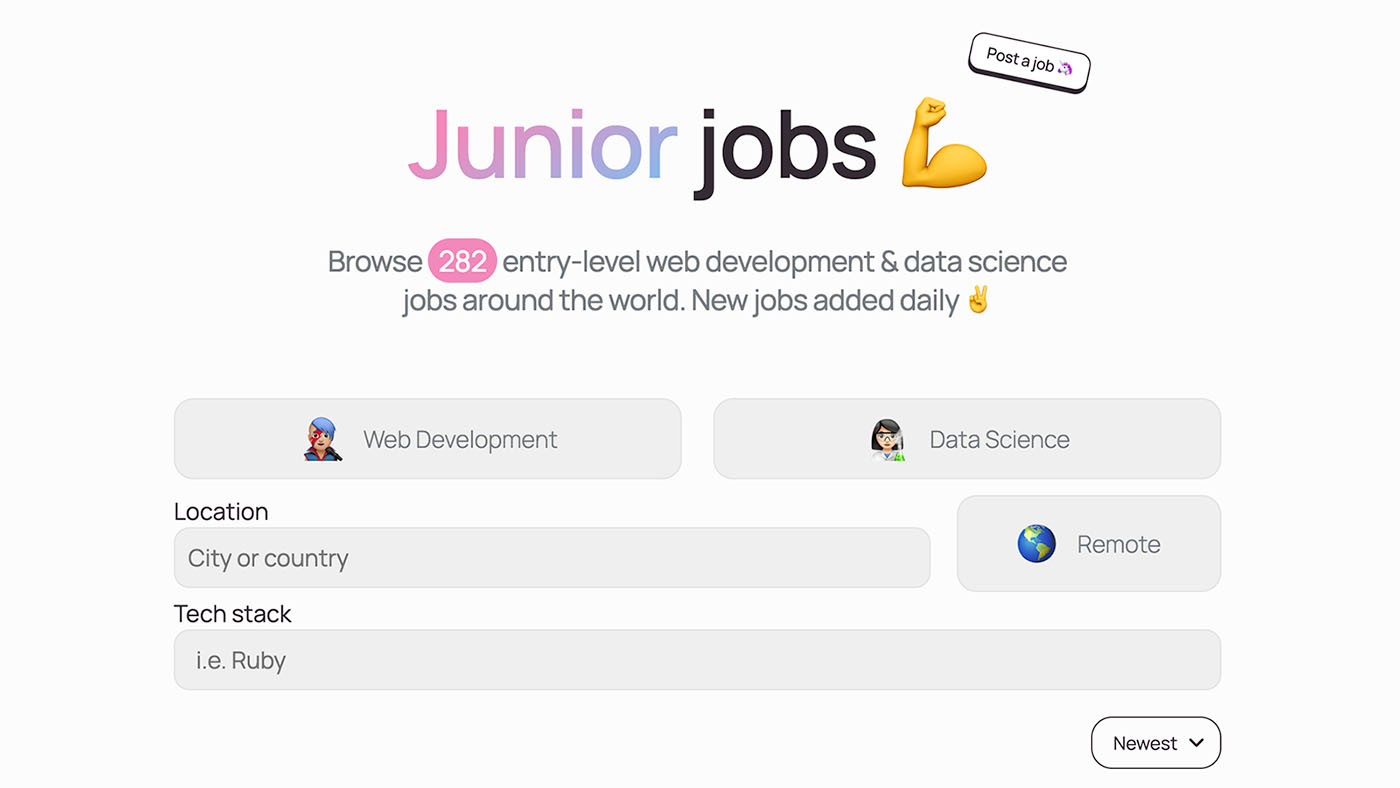 Post a job 🦄
Junior jobs 💪
Browse 282 entry-level web development & data science
jobs around the world. New jobs added daily ✌️
Web Development
Data Science
Location
City or country
Remote
Tech stack
i.e. Ruby
Newest